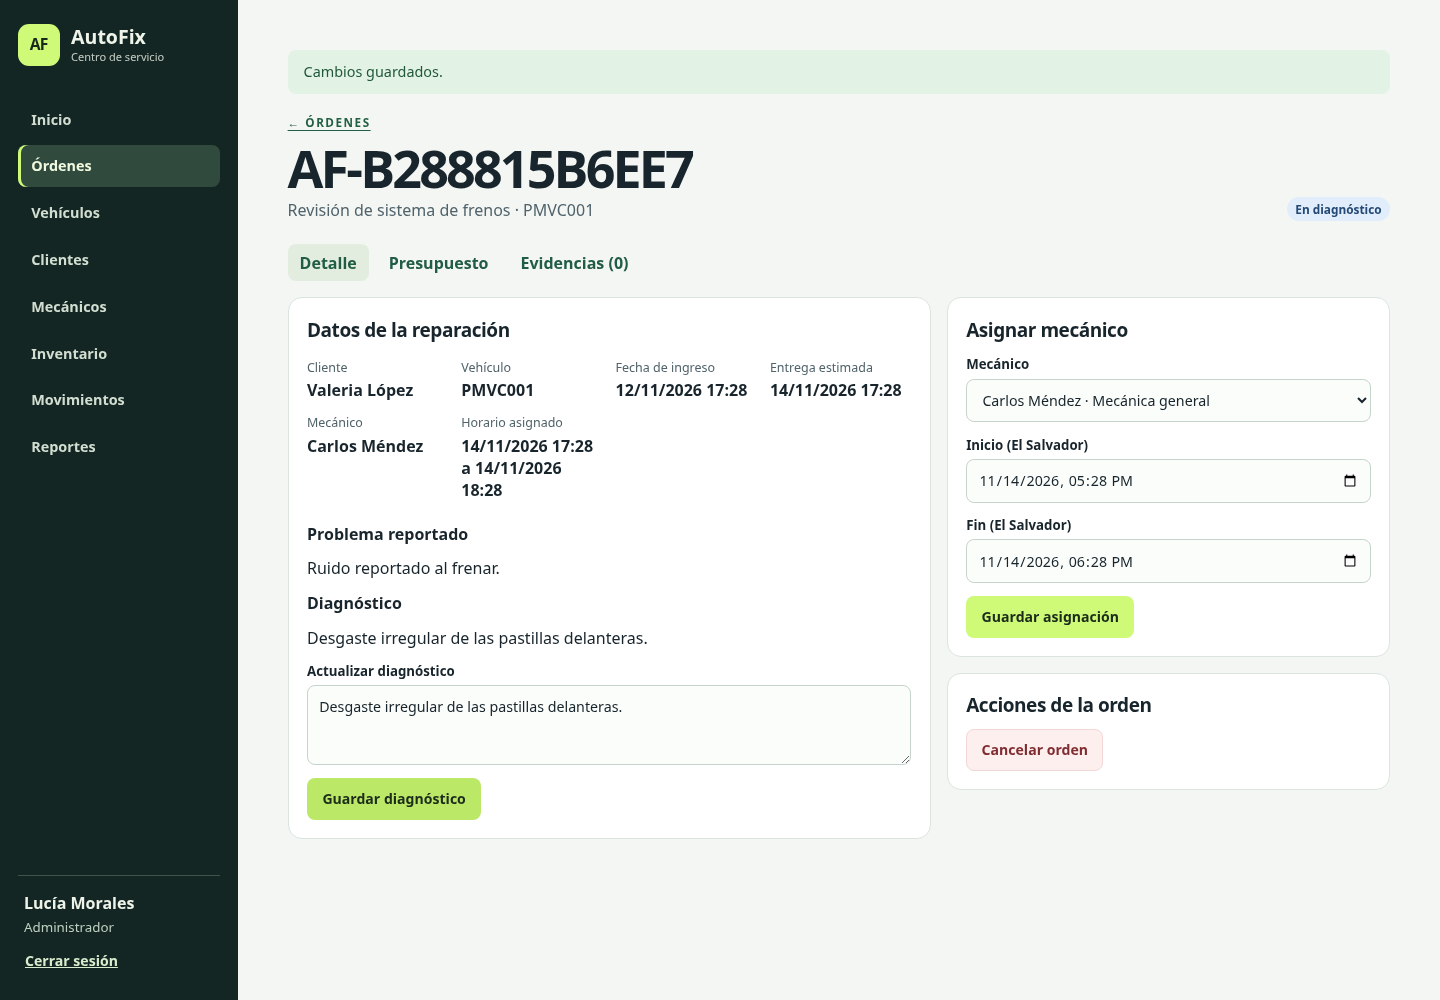 AF
AutoFix
Centro de servicio
Inicio
Órdenes
Vehículos
Clientes
Mecánicos
Inventario
Movimientos
Reportes
Lucía Morales
Administrador
Cerrar sesión
Cambios guardados.
← ÓRDENES
AF-B288815B6EE7
Revisión de sistema de frenos · PMVC001
En diagnóstico
Detalle
Presupuesto
Evidencias (0)
Datos de la reparación
Cliente
Valeria López
Vehículo
PMVC001
Fecha de ingreso
12/11/2026 17:28
Entrega estimada
14/11/2026 17:28
Mecánico
Carlos Méndez
Horario asignado
14/11/2026 17:28
a 14/11/2026
18:28
Problema reportado
Ruido reportado al frenar.
Diagnóstico
Desgaste irregular de las pastillas delanteras.
Actualizar diagnóstico
Desgaste irregular de las pastillas delanteras.
Guardar diagnóstico
Asignar mecánico
Mecánico
Carlos Méndez · Mecánica general
Inicio (El Salvador)
11/14/2026, 05:28 PM
Fin (El Salvador)
11/14/2026, 06:28 PM
Guardar asignación
Acciones de la orden
Cancelar orden